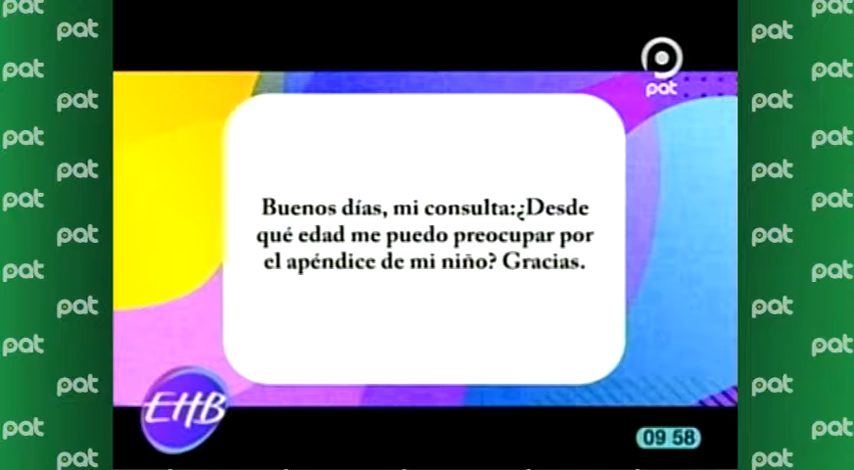 pat
Buenos días, mi consulta:¿Desde
qué edad me puedo preocupar por
el apéndice de mi niño? Gracias.
EHB
09 58